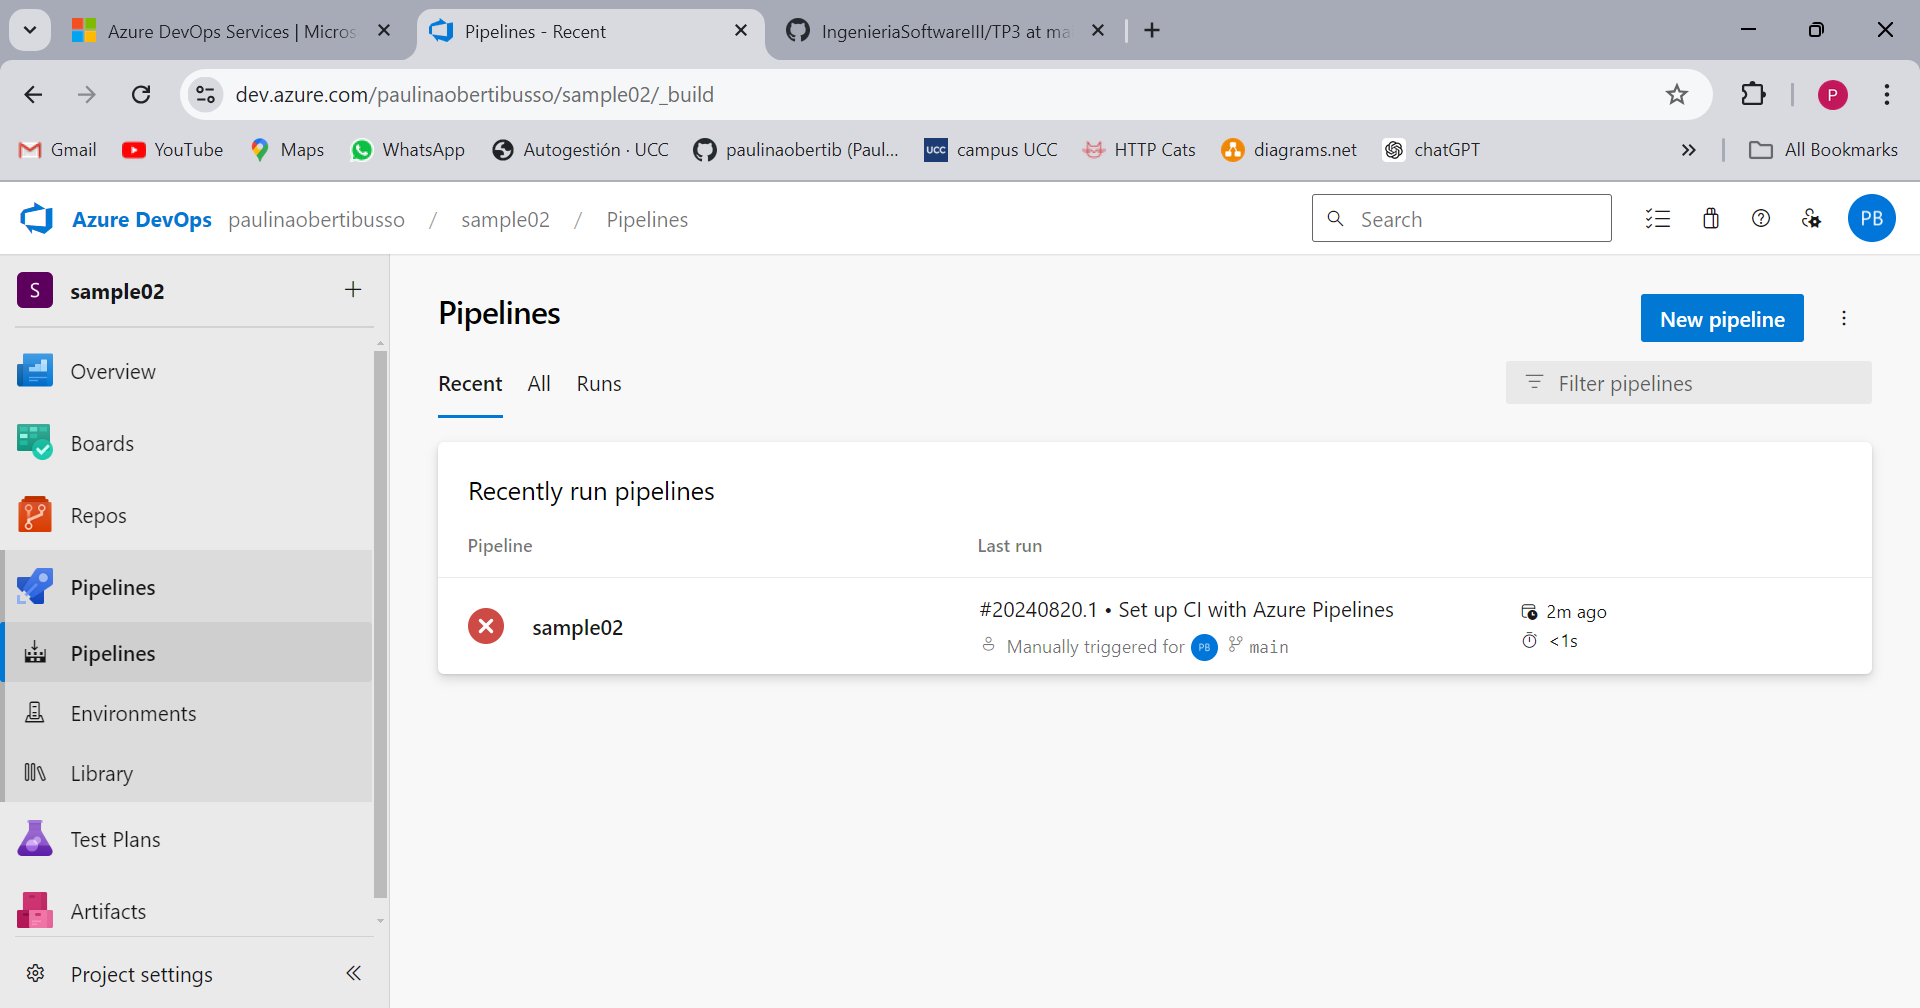 Azure DevOps Services | Micros
Pipelines - Recent
IngenieriaSoftwareIII/TP3 at ma
dev.azure.com/paulinaobertibusso/sample02/_build
P
Gmail
YouTube
Maps
WhatsApp
Autogestión · UCC
paulinaobertib (Paul...
UCC
campus UCC
HTTP Cats
diagrams.net
chatGPT
All Bookmarks
Azure DevOps
paulinaobertibusso / sample02 / Pipelines
Search
PB
S
sample02
Overview
Boards
Repos
Pipelines
Pipelines
Environments
Library
Test Plans
Artifacts
Project settings
Pipelines
New pipeline
Recent
All
Runs
Filter pipelines
Recently run pipelines
Pipeline
Last run
sample02
#20240820.1 • Set up CI with Azure Pipelines
Manually triggered for PB main
2m ago
<1s